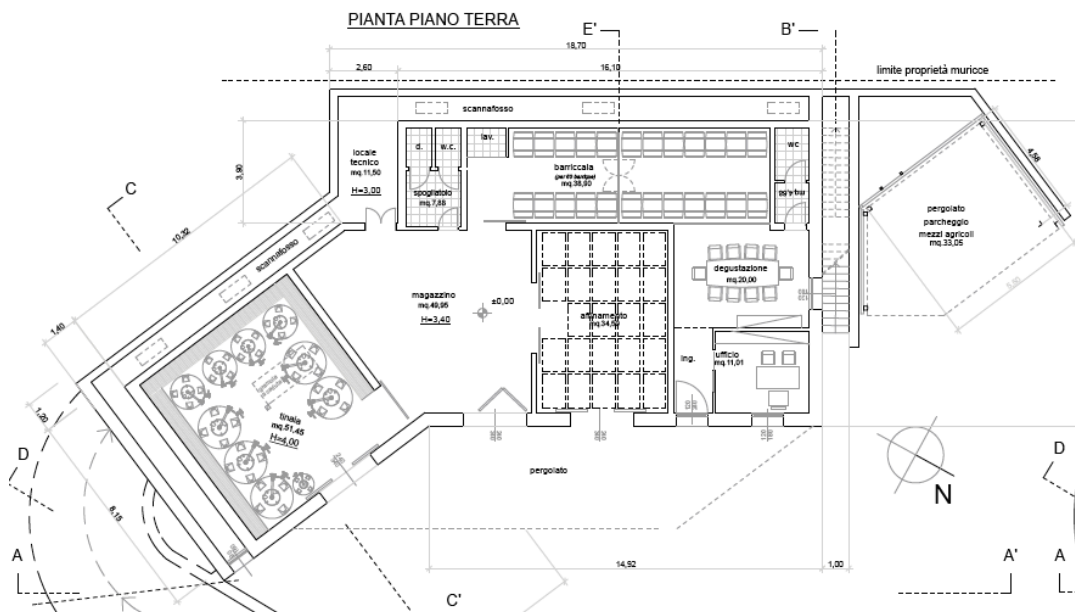 PIANTA PIANO TERRA
E'
B'
18,70
2,60
16,10
limite proprietà muricce
scannafosso
4,58
3,90
locale
tecnico
mq.11,50
H=3,00
d.
w.c.
lav.
spogliatoio
mq.7,88
barriccaia
mq.38,90
wc
pergolato
parcheggio
mezzi agricoli
mq.33,05
C
10,32
scannafosso
magazzino
mq.49,95
H=3,40
±0,00
affinamento
mq.34,50
degustazione
mq.20,00
ing.
ufficio
mq.11,01
1,40
1,20
tinaia
mq.51,45
H=4,00
D
8,15
pergolato
N
D
A
14,92
1,00
A'
A
C'